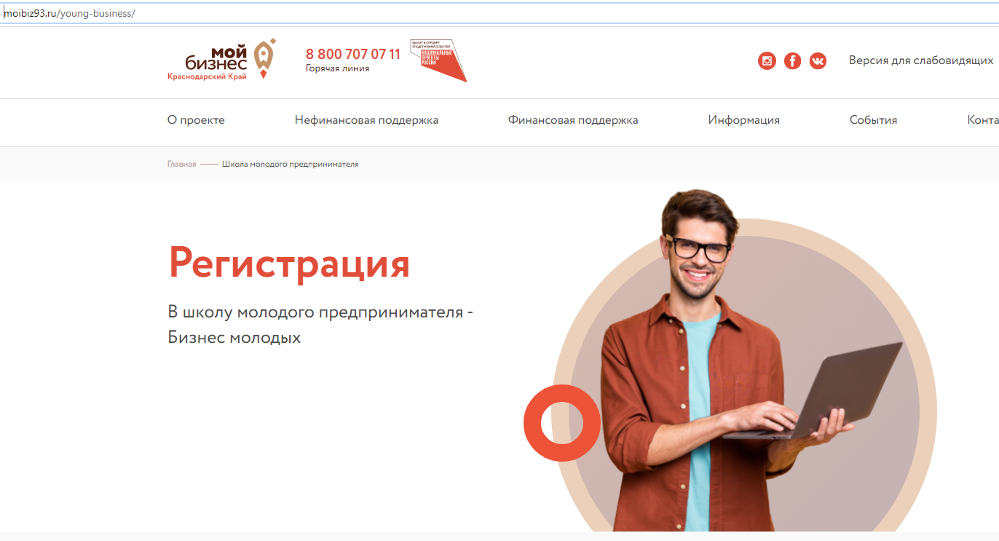 moibiz93.ru/young-business/
мой
бизнес
Краснодарский Край
8 800 707 07 11
Горячая линия
МАЛОЕ И СРЕДНЕЕ
ПРЕДПРИНИМАТЕЛЬСТВО
НАЦИОНАЛЬНЫЕ
ПРОЕКТЫ
РОССИИ
Версия для слабовидящих
О проекте
Нефинансовая поддержка
Финансовая поддержка
Информация
События
Конта
Главная
Школа молодого предпринимателя
Регистрация
В школу молодого предпринимателя -
Бизнес молодых